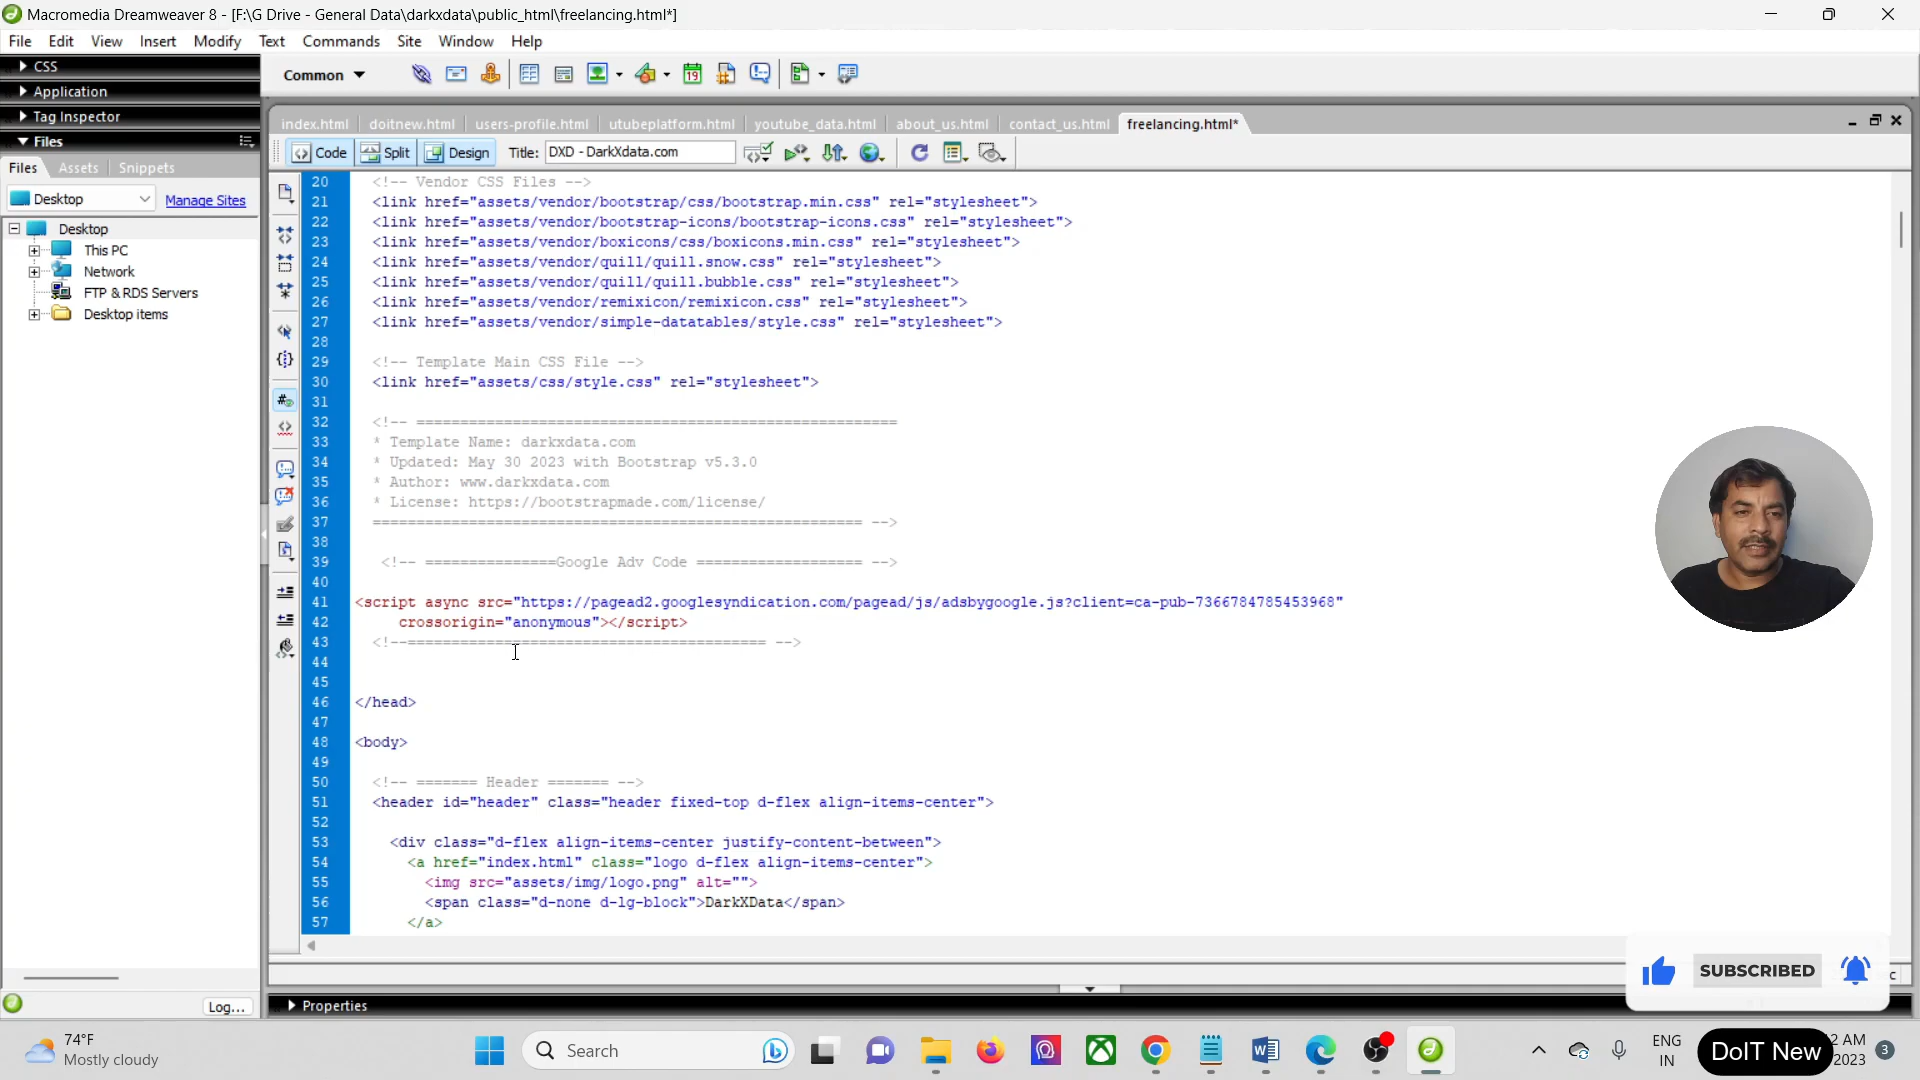 Macromedia Dreamweaver 8 - [F:\G Drive - General Data\darkxdata\public_html\freelancing.html*]
File Edit View Insert Modify Text Commands Site Window Help
CSS
Application
Tag Inspector
Files
Files Assets Snippets
Desktop Manage Sites
Desktop
This PC
Network
FTP & RDS Servers
Desktop items
Log...
Common
19
index.html doitnew.html users-profile.html utubeplatform.html youtube_data.html about_us.html contact_us.html freelancing.html*
Code Split Design Title: DXD - DarkXdata.com
20 <!-- Vendor CSS Files -->
21 <link href="assets/vendor/bootstrap/css/bootstrap.min.css" rel="stylesheet">
22 <link href="assets/vendor/bootstrap-icons/bootstrap-icons.css" rel="stylesheet">
23 <link href="assets/vendor/boxicons/css/boxicons.min.css" rel="stylesheet">
24 <link href="assets/vendor/quill/quill.snow.css" rel="stylesheet">
25 <link href="assets/vendor/quill/quill.bubble.css" rel="stylesheet">
26 <link href="assets/vendor/remixicon/remixicon.css" rel="stylesheet">
27 <link href="assets/vendor/simple-datatables/style.css" rel="stylesheet">
28
29 <!-- Template Main CSS File -->
30 <link href="assets/css/style.css" rel="stylesheet">
31
32 <!-- =======================================================
33 * Template Name: darkxdata.com
34 * Updated: May 30 2023 with Bootstrap v5.3.0
35 * Author: www.darkxdata.com
36 * License: https://bootstrapmade.com/license/
37 ======================================================== -->
38
39 <!-- ===============Google Adv Code =================== -->
40
41 <script async src="https://pagead2.googlesyndication.com/pagead/js/adsbygoogle.js?client=ca-pub-7366784785453968"
42 crossorigin="anonymous"></script>
43 <!--========================================= -->
44
45
46 </head>
47
48 <body>
49
50 <!-- ======= Header ======= -->
51 <header id="header" class="header fixed-top d-flex align-items-center">
52
53 <div class="d-flex align-items-center justify-content-between">
54 <a href="index.html" class="logo d-flex align-items-center">
55 <img src="assets/img/logo.png" alt="">
56 <span class="d-none d-lg-block">DarkXData</span>
57 </a>
SUBSCRIBED
Properties
74°F
Mostly cloudy
Search
ENG
IN
DoIT New
2 AM
2023
3